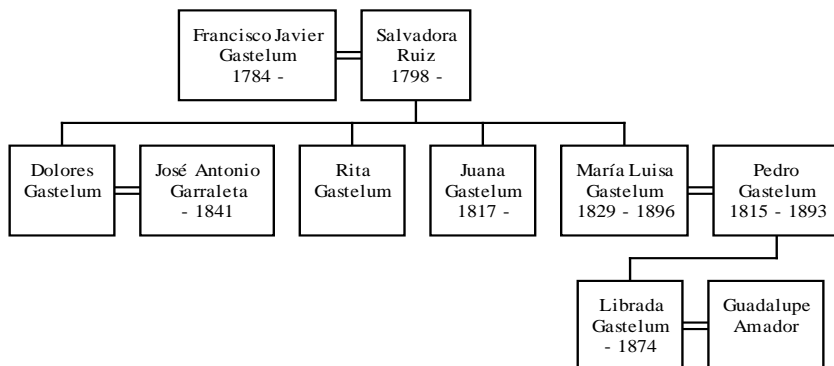 Francisco Javier
Gastelum
1784 -
Salvadora
Ruiz
1798 -
Dolores
Gastelum
José Antonio
Garraleta
- 1841
Rita
Gastelum
Juana
Gastelum
1817 -
María Luisa
Gastelum
1829 - 1896
Pedro
Gastelum
1815 - 1893
Librada
Gastelum
- 1874
Guadalupe
Amador